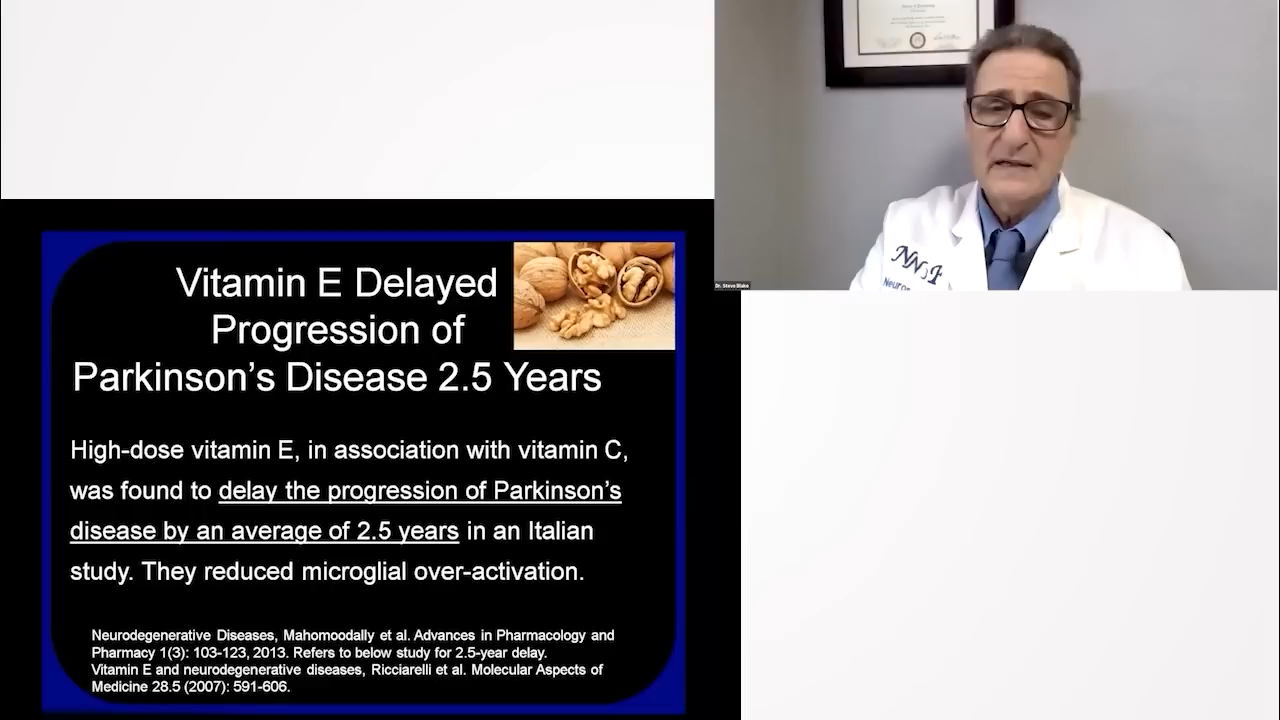 Vitamin E Delayed
Progression of
Parkinson's Disease 2.5 Years
High-dose vitamin E, in association with vitamin C,
was found to delay the progression of Parkinson's
disease by an average of 2.5 years in an Italian
study. They reduced microglial over-activation.
Neurodegenerative Diseases, Mahomoodally et al. Advances in Pharmacology and
Pharmacy 1(3): 103-123, 2013. Refers to below study for 2.5-year delay.
Vitamin E and neurodegenerative diseases, Ricciarelli et al. Molecular Aspects of
Medicine 28.5 (2007): 591-606.
Dr. Steve Blake